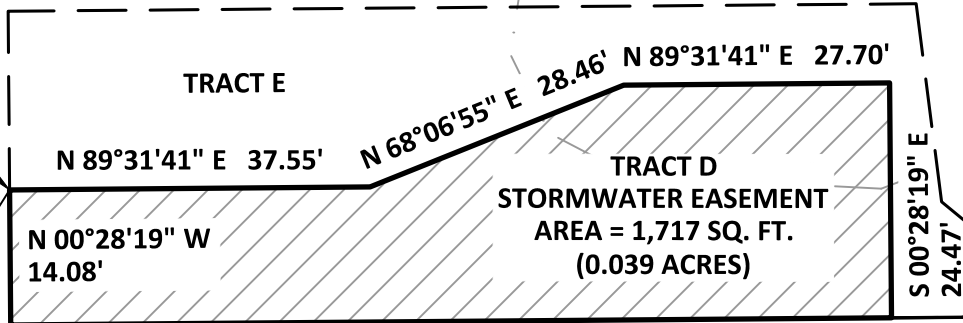 TRACT E
N 89°31'41" E 27.70'
N 68°06'55" E 28.46'
N 89°31'41" E 37.55'
TRACT D
STORMWATER EASEMENT
AREA = 1,717 SQ. FT.
(0.039 ACRES)
N 00°28'19" W
14.08'
S 00°28'19" E
24.47'